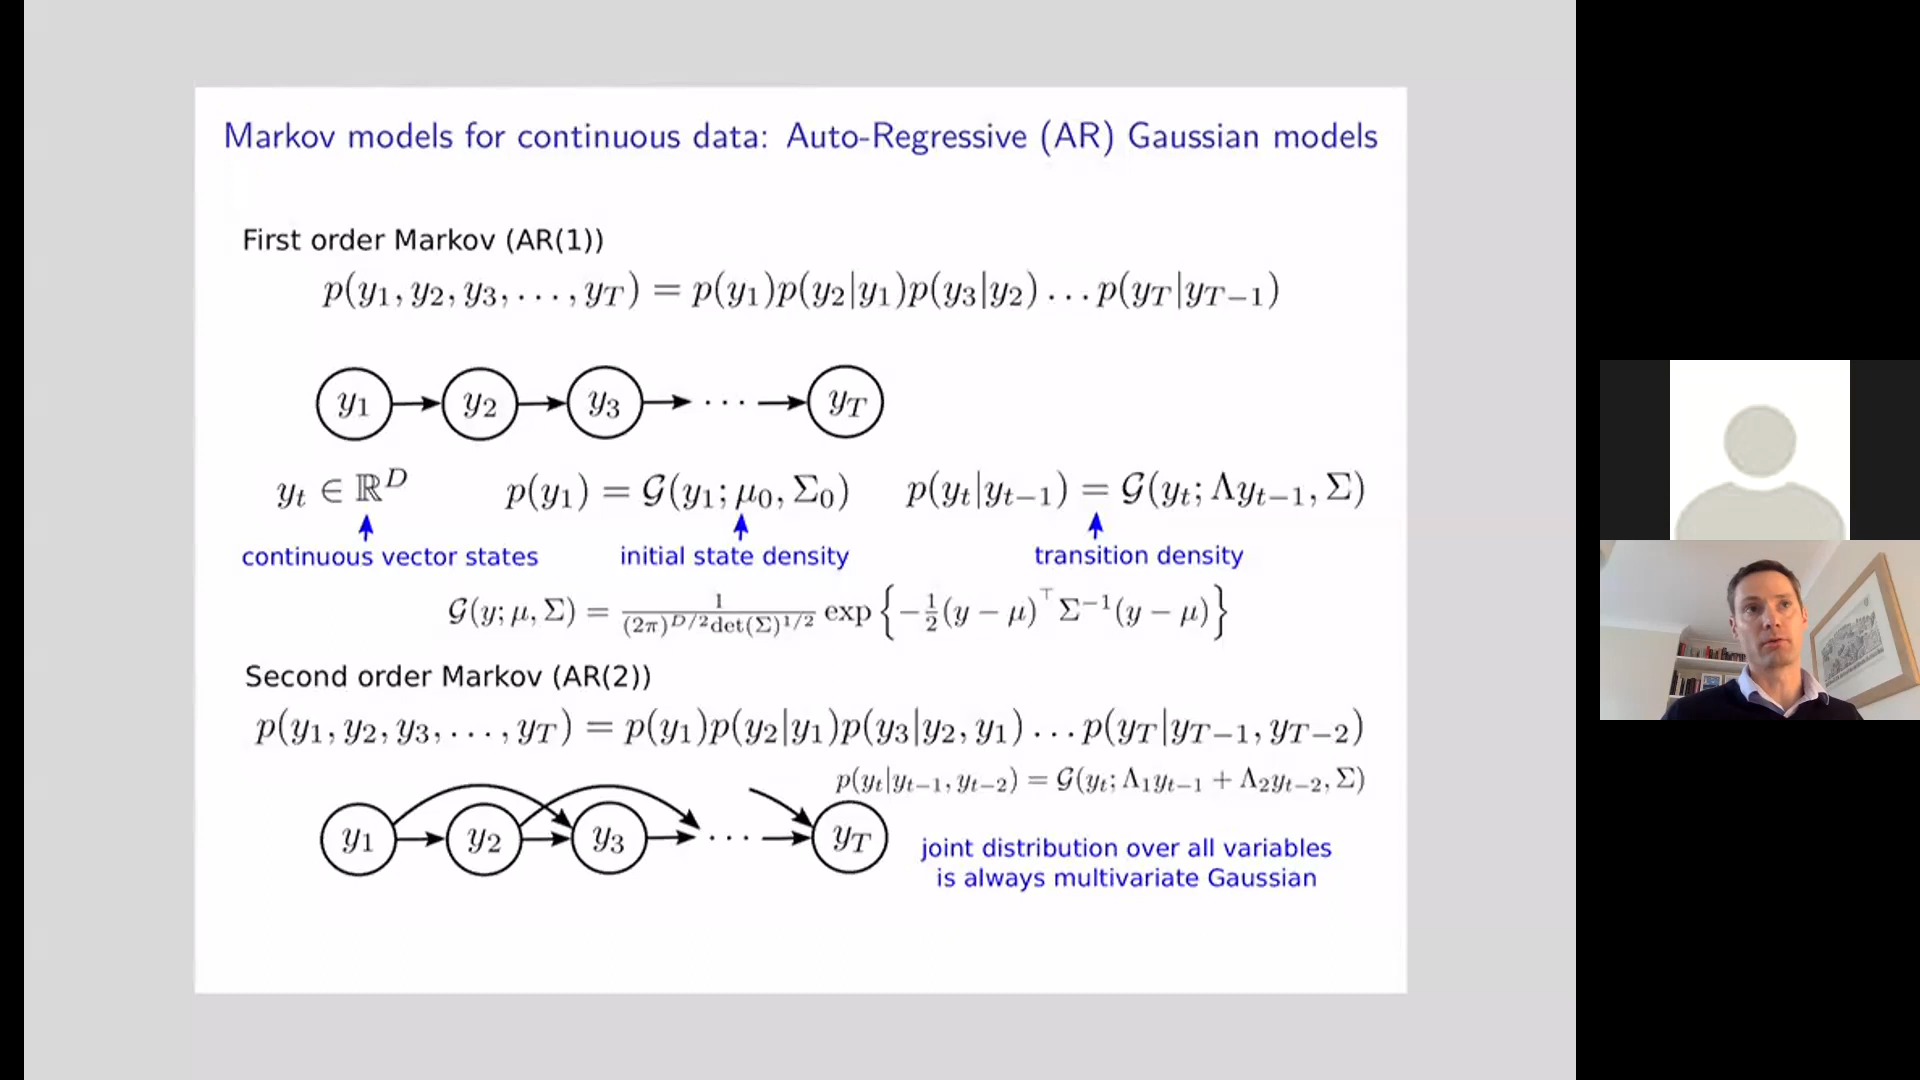 Markov models for continuous data: Auto-Regressive (AR) Gaussian models
First order Markov (AR(1))
p(y₁, y₂, y₃, . . . , y_T) = p(y₁)p(y₂|y₁)p(y₃|y₂) . . . p(y_T|y_{T−1})
y₁ y₂ y₃ · · · y_T
y_t ∈ ℝ^D p(y₁) = 𝒢(y₁; μ₀, Σ₀) p(y_t|y_{t−1}) = 𝒢(y_t; Λy_{t−1}, Σ)
continuous vector states initial state density transition density
𝒢(y; μ, Σ) = 1/((2π)^{D/2}det(Σ)^{1/2}) exp{−½(y − μ)^⊤ Σ^{−1}(y − μ)}
Second order Markov (AR(2))
p(y₁, y₂, y₃, . . . , y_T) = p(y₁)p(y₂|y₁)p(y₃|y₂, y₁) . . . p(y_T|y_{T−1}, y_{T−2})
p(y_t|y_{t−1}, y_{t−2}) = 𝒢(y_t; Λ₁y_{t−1} + Λ₂y_{t−2}, Σ)
y₁ y₂ y₃ · · · y_T
joint distribution over all variables
is always multivariate Gaussian